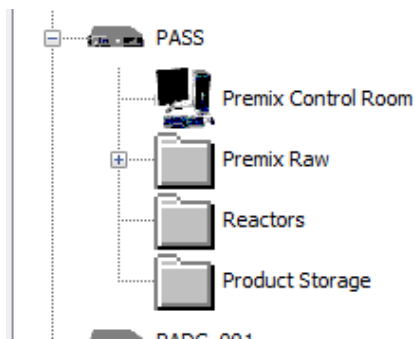 PASS
Premix Control Room
Premix Raw
Reactors
Product Storage